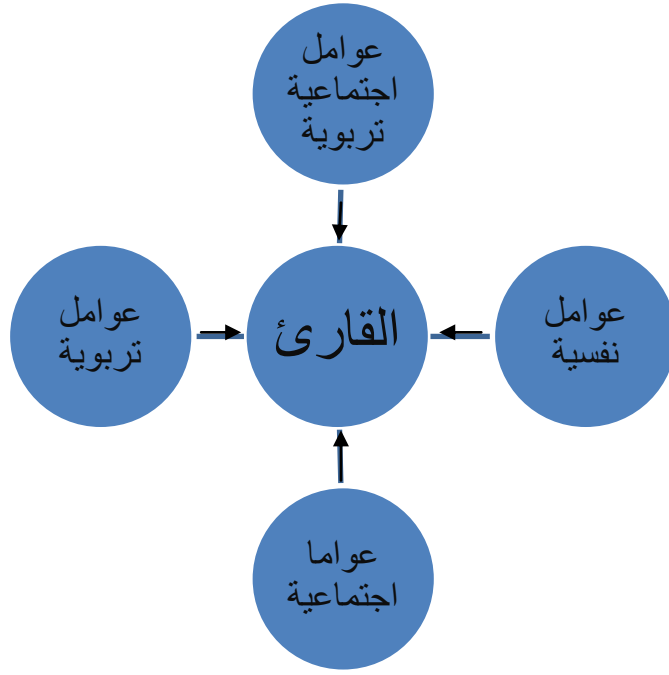 عوامل
اجتماعية
تربوية
عوامل
نفسية
القارئ
عوامل
تربوية
عواما
اجتماعية